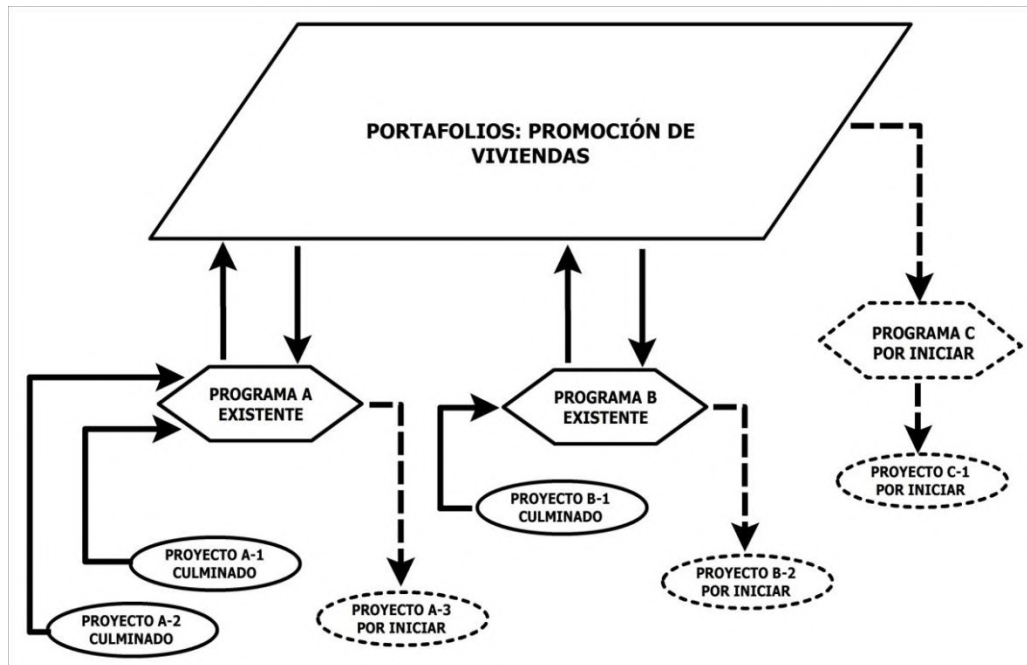 PORTAFOLIOS: PROMOCIÓN DE
VIVIENDAS
PROGRAMA A
EXISTENTE
PROGRAMA B
EXISTENTE
PROGRAMA C
POR INICIAR
PROYECTO A-1
CULMINADO
PROYECTO A-2
CULMINADO
PROYECTO A-3
POR INICIAR
PROYECTO B-1
CULMINADO
PROYECTO B-2
POR INICIAR
PROYECTO C-1
POR INICIAR